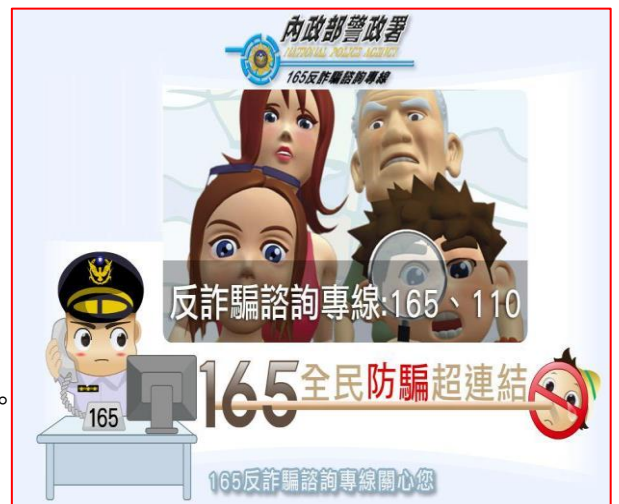 內政部警政署
NATIONAL POLICE AGENCY
165反詐騙諮詢專線
反詐騙諮詢專線:165、110
165全民防騙超連結
。
165
165反詐騙諮詢專線關心您